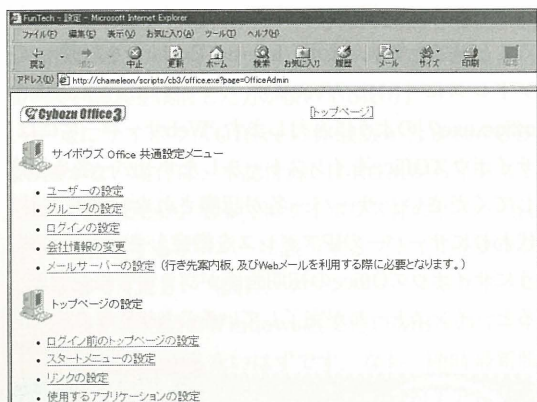 FunTech - 設定 - Microsoft Internet Explorer
ファイル(F) 編集(E) 表示(V) お気に入り(A) ツール(T) ヘルプ(H)
戻る 中止 更新 ホーム 検索 お気に入り 履歴 メール サイズ 印刷
アドレス(D) http://chameleon/scripts/cb3/office.exe?page=OfficeAdmin
Cybozu Office 3 [トップページ]
サイボウズ Office 共通設定メニュー
• ユーザーの設定
• グループの設定
• ログインの設定
• 会社情報の変更
• メールサーバーの設定 (行き先案内板, 及びWebメールを利用する際に必要となります。)
トップページの設定
• ログイン前のトップページの設定
• スタートメニューの設定
• リンクの設定
• 使用するアプリケーションの設定